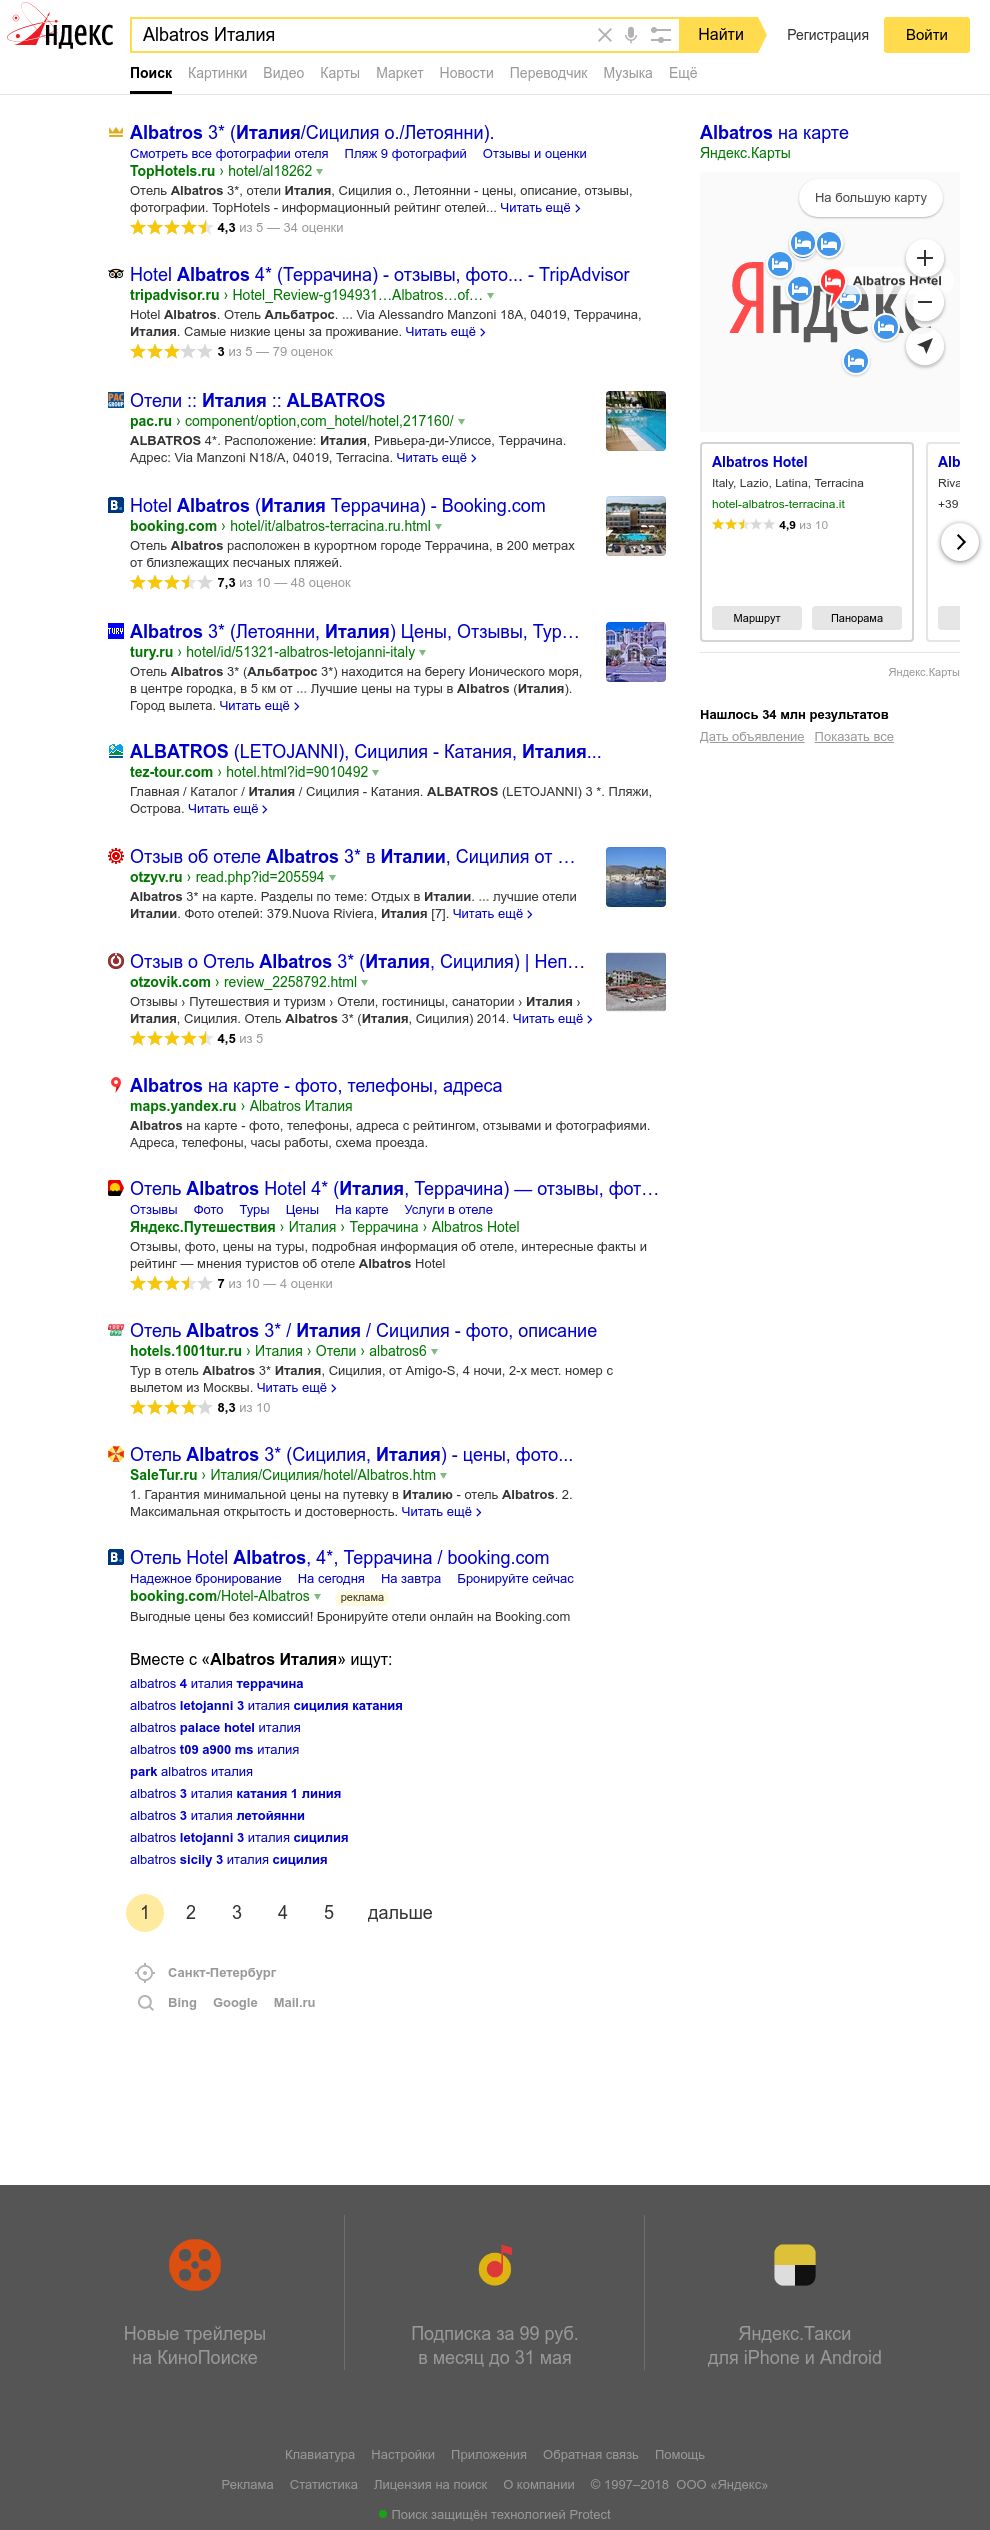 Яндекс
Albatros Италия
Найти
Регистрация
Войти
Поиск Картинки Видео Карты Маркет Новости Переводчик Музыка Ещё
Albatros 3* (Италия/Сицилия о./Летоянни).
Смотреть все фотографии отеля Пляж 9 фотографий Отзывы и оценки
TopHotels.ru › hotel/al18262
Отель Albatros 3*, отели Италия, Сицилия о., Летоянни - цены, описание, отзывы,
фотографии. TopHotels - информационный рейтинг отелей... Читать ещё
4,3 из 5 — 34 оценки
Hotel Albatros 4* (Террачина) - отзывы, фото... - TripAdvisor
tripadvisor.ru › Hotel_Review-g194931…Albatros…of…
Hotel Albatros. Отель Альбатрос. ... Via Alessandro Manzoni 18A, 04019, Террачина,
Италия. Самые низкие цены за проживание. Читать ещё
3 из 5 — 79 оценок
PAC GROUP
Отели :: Италия :: ALBATROS
pac.ru › component/option,com_hotel/hotel,217160/
ALBATROS 4*. Расположение: Италия, Ривьера-ди-Улиссе, Террачина.
Адрес: Via Manzoni N18/A, 04019, Terracina. Читать ещё
B.
Hotel Albatros (Италия Террачина) - Booking.com
booking.com › hotel/it/albatros-terracina.ru.html
Отель Albatros расположен в курортном городе Террачина, в 200 метрах
от близлежащих песчаных пляжей.
7,3 из 10 — 48 оценок
TURY
Albatros 3* (Летоянни, Италия) Цены, Отзывы, Тур…
tury.ru › hotel/id/51321-albatros-letojanni-italy
Отель Albatros 3* (Альбатрос 3*) находится на берегу Ионического моря,
в центре городка, в 5 км от ... Лучшие цены на туры в Albatros (Италия).
Город вылета. Читать ещё
ALBATROS (LETOJANNI), Сицилия - Катания, Италия...
tez-tour.com › hotel.html?id=9010492
Главная / Каталог / Италия / Сицилия - Катания. ALBATROS (LETOJANNI) 3 *. Пляжи,
Острова. Читать ещё
Отзыв об отеле Albatros 3* в Италии, Сицилия от …
otzyv.ru › read.php?id=205594
Albatros 3* на карте. Разделы по теме: Отдых в Италии. ... лучшие отели
Италии. Фото отелей: 379.Nuova Riviera, Италия [7]. Читать ещё
Отзыв о Отель Albatros 3* (Италия, Сицилия) | Неп…
otzovik.com › review_2258792.html
Отзывы › Путешествия и туризм › Отели, гостиницы, санатории › Италия ›
Италия, Сицилия. Отель Albatros 3* (Италия, Сицилия) 2014. Читать ещё
4,5 из 5
Albatros на карте - фото, телефоны, адреса
maps.yandex.ru › Albatros Италия
Albatros на карте - фото, телефоны, адреса с рейтингом, отзывами и фотографиями.
Адреса, телефоны, часы работы, схема проезда.
Отель Albatros Hotel 4* (Италия, Террачина) — отзывы, фот…
Отзывы Фото Туры Цены На карте Услуги в отеле
Яндекс.Путешествия › Италия › Террачина › Albatros Hotel
Отзывы, фото, цены на туры, подробная информация об отеле, интересные факты и
рейтинг — мнения туристов об отеле Albatros Hotel
7 из 10 — 4 оценки
Отель Albatros 3* / Италия / Сицилия - фото, описание
hotels.1001tur.ru › Италия › Отели › albatros6
Тур в отель Albatros 3* Италия, Сицилия, от Amigo-S, 4 ночи, 2-х мест. номер с
вылетом из Москвы. Читать ещё
8,3 из 10
Отель Albatros 3* (Сицилия, Италия) - цены, фото...
SaleTur.ru › Италия/Сицилия/hotel/Albatros.htm
1. Гарантия минимальной цены на путевку в Италию - отель Albatros. 2.
Максимальная открытость и достоверность. Читать ещё
B.
Отель Hotel Albatros, 4*, Террачина / booking.com
Надежное бронирование На сегодня На завтра Бронируйте сейчас
booking.com/Hotel-Albatros реклама
Выгодные цены без комиссий! Бронируйте отели онлайн на Booking.com
Вместе с «Albatros Италия» ищут:
albatros 4 италия террачина
albatros letojanni 3 италия сицилия катания
albatros palace hotel италия
albatros t09 a900 ms италия
park albatros италия
albatros 3 италия катания 1 линия
albatros 3 италия летойянни
albatros letojanni 3 италия сицилия
albatros sicily 3 италия сицилия
1 2 3 4 5 дальше
Санкт-Петербург
Bing Google Mail.ru
Albatros на карте
Яндекс.Карты
На большую карту
Albatros Hotel
Яндекс
Albatros Hotel
Italy, Lazio, Latina, Terracina
hotel-albatros-terracina.it
4,9 из 10
Маршрут Панорама
Alb
Riva
+39
Яндекс.Карты
Нашлось 34 млн результатов
Дать объявление Показать все
Новые трейлеры
на КиноПоиске
Подписка за 99 руб.
в месяц до 31 мая
Яндекс.Такси
для iPhone и Android
Клавиатура Настройки Приложения Обратная связь Помощь
Реклама Статистика Лицензия на поиск О компании © 1997–2018 ООО «Яндекс»
Поиск защищён технологией Protect